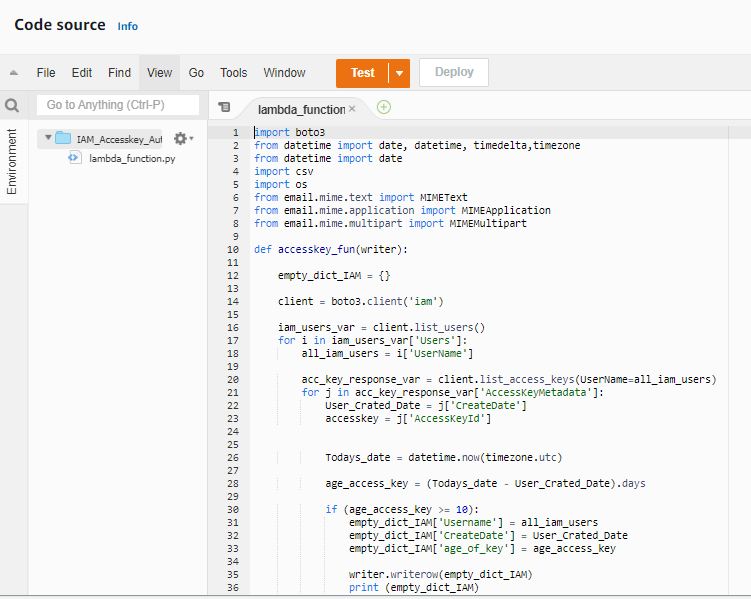 Code source Info
File Edit Find View Go Tools Window Test Deploy
Go to Anything (Ctrl-P)
lambda_function
Environment
IAM_Accesskey_Aut
lambda_function.py
1 import boto3
2 from datetime import date, datetime, timedelta,timezone
3 from datetime import date
4 import csv
5 import os
6 from email.mime.text import MIMEText
7 from email.mime.application import MIMEApplication
8 from email.mime.multipart import MIMEMultipart
9
10 def accesskey_fun(writer):
11
12 empty_dict_IAM = {}
13
14 client = boto3.client('iam')
15
16 iam_users_var = client.list_users()
17 for i in iam_users_var['Users']:
18 all_iam_users = i['UserName']
19
20 acc_key_response_var = client.list_access_keys(UserName=all_iam_users)
21 for j in acc_key_response_var['AccessKeyMetadata']:
22 User_Crated_Date = j['CreateDate']
23 accesskey = j['AccessKeyId']
24
25
26 Todays_date = datetime.now(timezone.utc)
27
28 age_access_key = (Todays_date - User_Crated_Date).days
29
30 if (age_access_key >= 10):
31 empty_dict_IAM['Username'] = all_iam_users
32 empty_dict_IAM['CreateDate'] = User_Crated_Date
33 empty_dict_IAM['age_of_key'] = age_access_key
34
35 writer.writerow(empty_dict_IAM)
36 print (empty_dict_IAM)